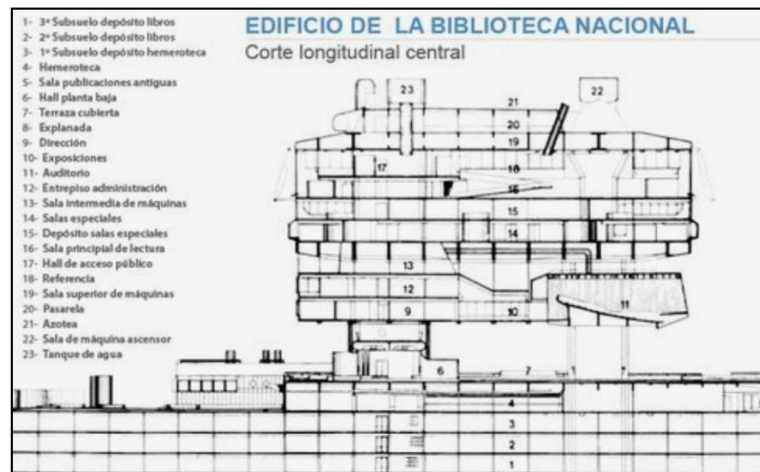 EDIFICIO DE LA BIBLIOTECA NACIONAL
Corte longitudinal central
1- 3º Subsuelo depósito libros
2- 2º Subsuelo depósito libros
3- 1º Subsuelo depósito hemeroteca
4- Hemeroteca
5- Sala publicaciones antiguas
6- Hall planta baja
7- Terraza cubierta
8- Explanada
9- Dirección
10- Exposiciones
11- Auditorio
12- Entrepiso administración
13- Sala intermedia de máquinas
14- Salas especiales
15- Depósito salas especiales
16- Sala principial de lectura
17- Hall de acceso público
18- Referencia
19- Sala superior de máquinas
20- Pasarela
21- Azotea
22- Sala de máquina ascensor
23- Tanque de agua
23
22
21
20
19
17
18
16
15
14
13
12
11
9
10
6
7
4
3
2
1